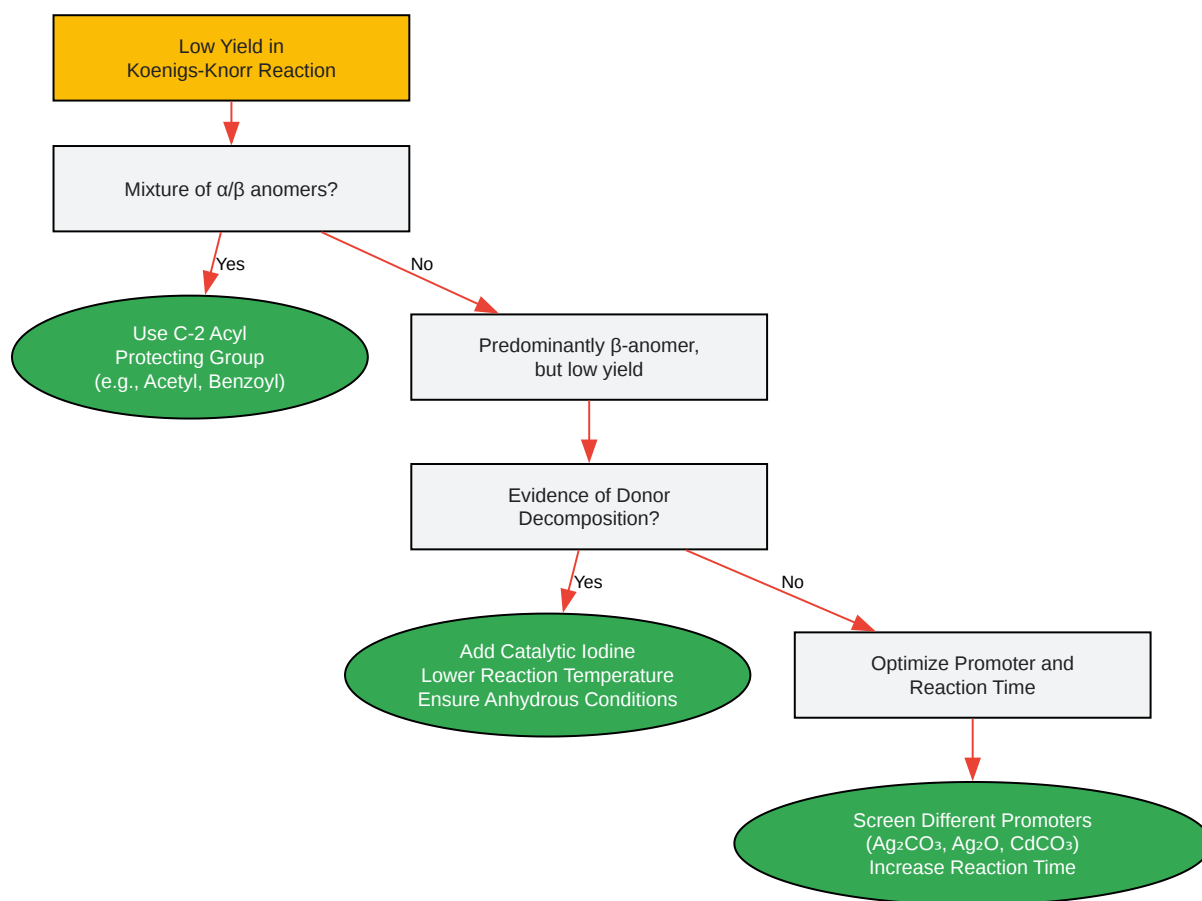 Low Yield in
Koenigs-Knorr Reaction
Mixture of α/β anomers?
Yes
No
Use C-2 Acyl
Protecting Group
(e.g., Acetyl, Benzoyl)
Predominantly β-anomer,
but low yield
Evidence of Donor
Decomposition?
Yes
No
Add Catalytic Iodine
Lower Reaction Temperature
Ensure Anhydrous Conditions
Optimize Promoter and
Reaction Time
Screen Different Promoters
(Ag₂CO₃, Ag₂O, CdCO₃)
Increase Reaction Time